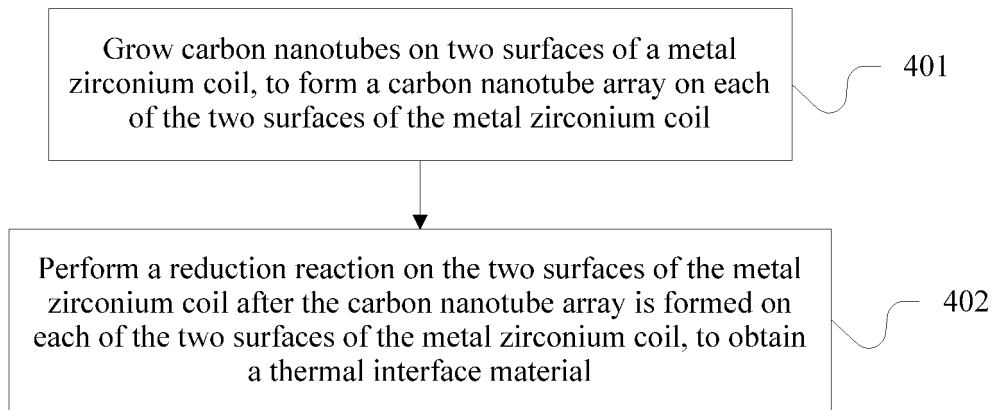 Grow carbon nanotubes on two surfaces of a metal
zirconium coil, to form a carbon nanotube array on each
of the two surfaces of the metal zirconium coil
401
Perform a reduction reaction on the two surfaces of the metal
zirconium coil after the carbon nanotube array is formed on
each of the two surfaces of the metal zirconium coil, to obtain
a thermal interface material
402